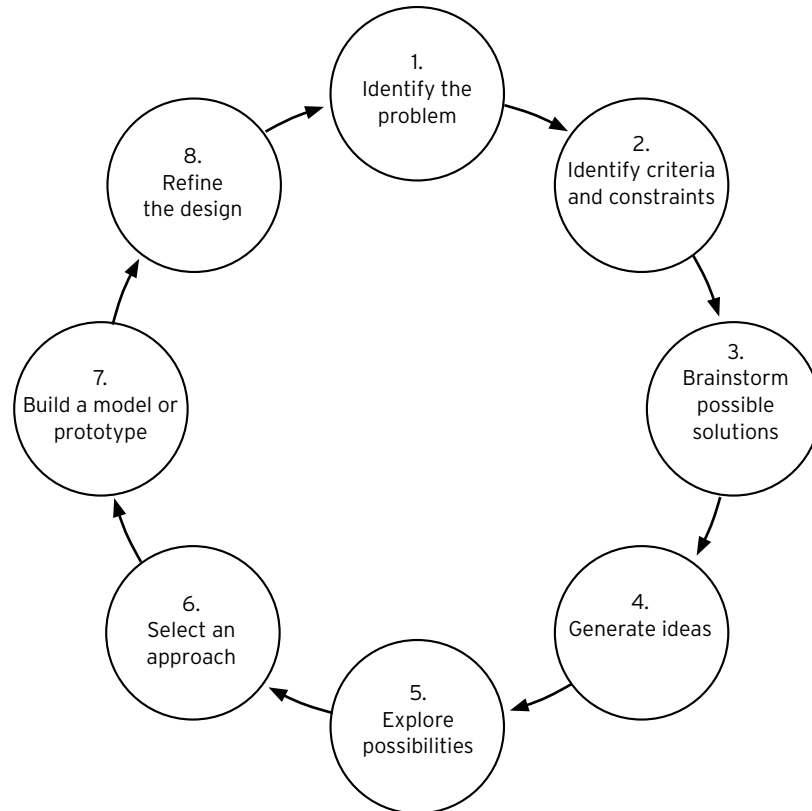 1.
Identify the
problem
2.
Identify criteria
and constraints
3.
Brainstorm
possible
solutions
4.
Generate ideas
5.
Explore
possibilities
6.
Select an
approach
7.
Build a model or
prototype
8.
Refine
the design